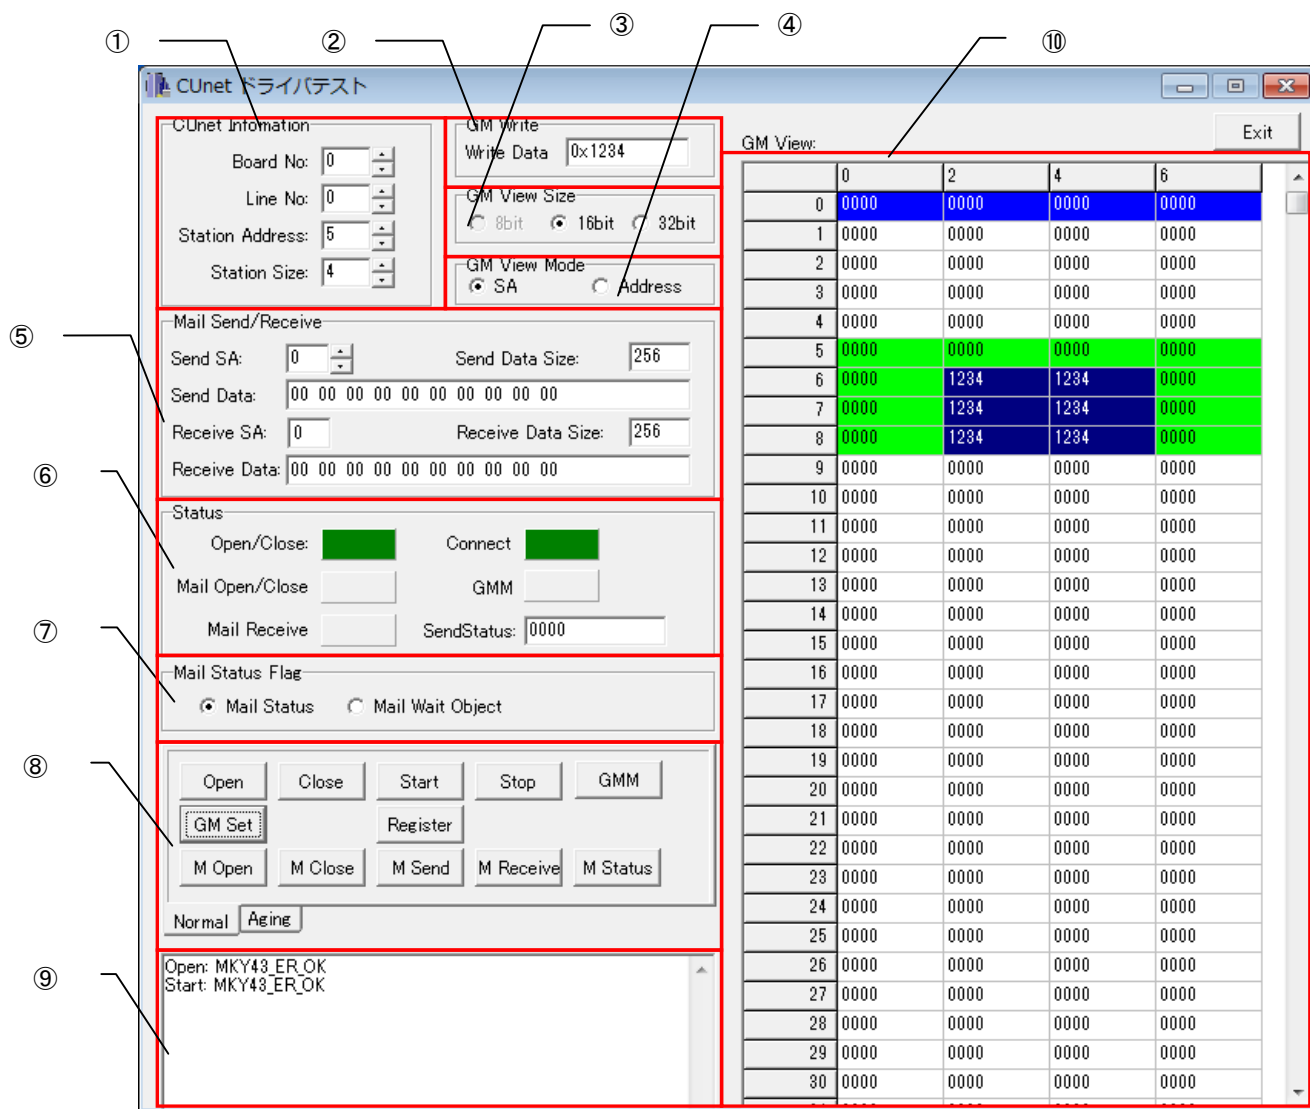 ① ② ③ ④ ⑩
CUnet ドライバテスト
Exit
CUnet Infomation
Board No: 0
Line No: 0
Station Address: 5
Station Size: 4
GM Write
Write Data 0x1234
GM View Size
8bit 16bit 32bit
GM View Mode
SA Address
⑤
Mail Send/Receive
Send SA: 0 Send Data Size: 256
Send Data: 00 00 00 00 00 00 00 00 00 00
Receive SA: 0 Receive Data Size: 256
Receive Data: 00 00 00 00 00 00 00 00 00 00
⑥
Status
Open/Close: Connect
Mail Open/Close GMM
Mail Receive SendStatus: 0000
⑦
Mail Status Flag
Mail Status Mail Wait Object
⑧
Open Close Start Stop GMM
GM Set Register
M Open M Close M Send M Receive M Status
Normal Aging
⑨
Open: MKY43_ER_OK
Start: MKY43_ER_OK
GM View:
0 2 4 6
0 0000 0000 0000 0000
1 0000 0000 0000 0000
2 0000 0000 0000 0000
3 0000 0000 0000 0000
4 0000 0000 0000 0000
5 0000 0000 0000 0000
6 0000 1234 1234 0000
7 0000 1234 1234 0000
8 0000 1234 1234 0000
9 0000 0000 0000 0000
10 0000 0000 0000 0000
11 0000 0000 0000 0000
12 0000 0000 0000 0000
13 0000 0000 0000 0000
14 0000 0000 0000 0000
15 0000 0000 0000 0000
16 0000 0000 0000 0000
17 0000 0000 0000 0000
18 0000 0000 0000 0000
19 0000 0000 0000 0000
20 0000 0000 0000 0000
21 0000 0000 0000 0000
22 0000 0000 0000 0000
23 0000 0000 0000 0000
24 0000 0000 0000 0000
25 0000 0000 0000 0000
26 0000 0000 0000 0000
27 0000 0000 0000 0000
28 0000 0000 0000 0000
29 0000 0000 0000 0000
30 0000 0000 0000 0000